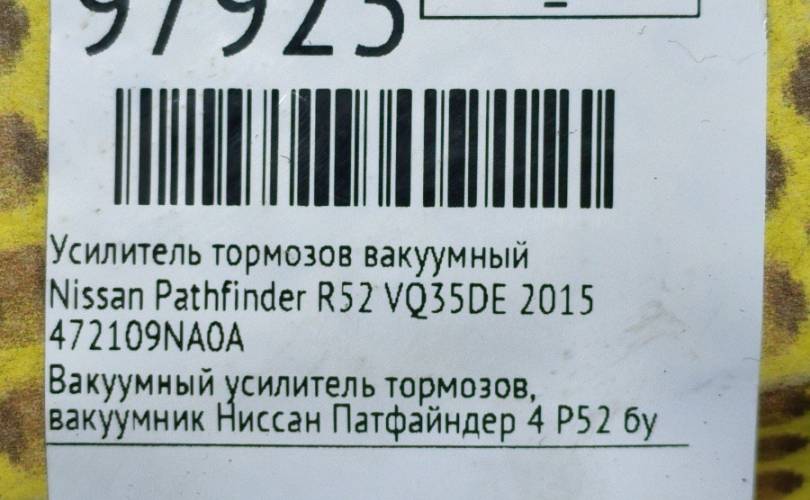 97925
Усилитель тормозов вакуумный
Nissan Pathfinder R52 VQ35DE 2015
472109NA0A
Вакуумный усилитель тормозов,
вакуумник Ниссан Патфайндер 4 Р52 бу